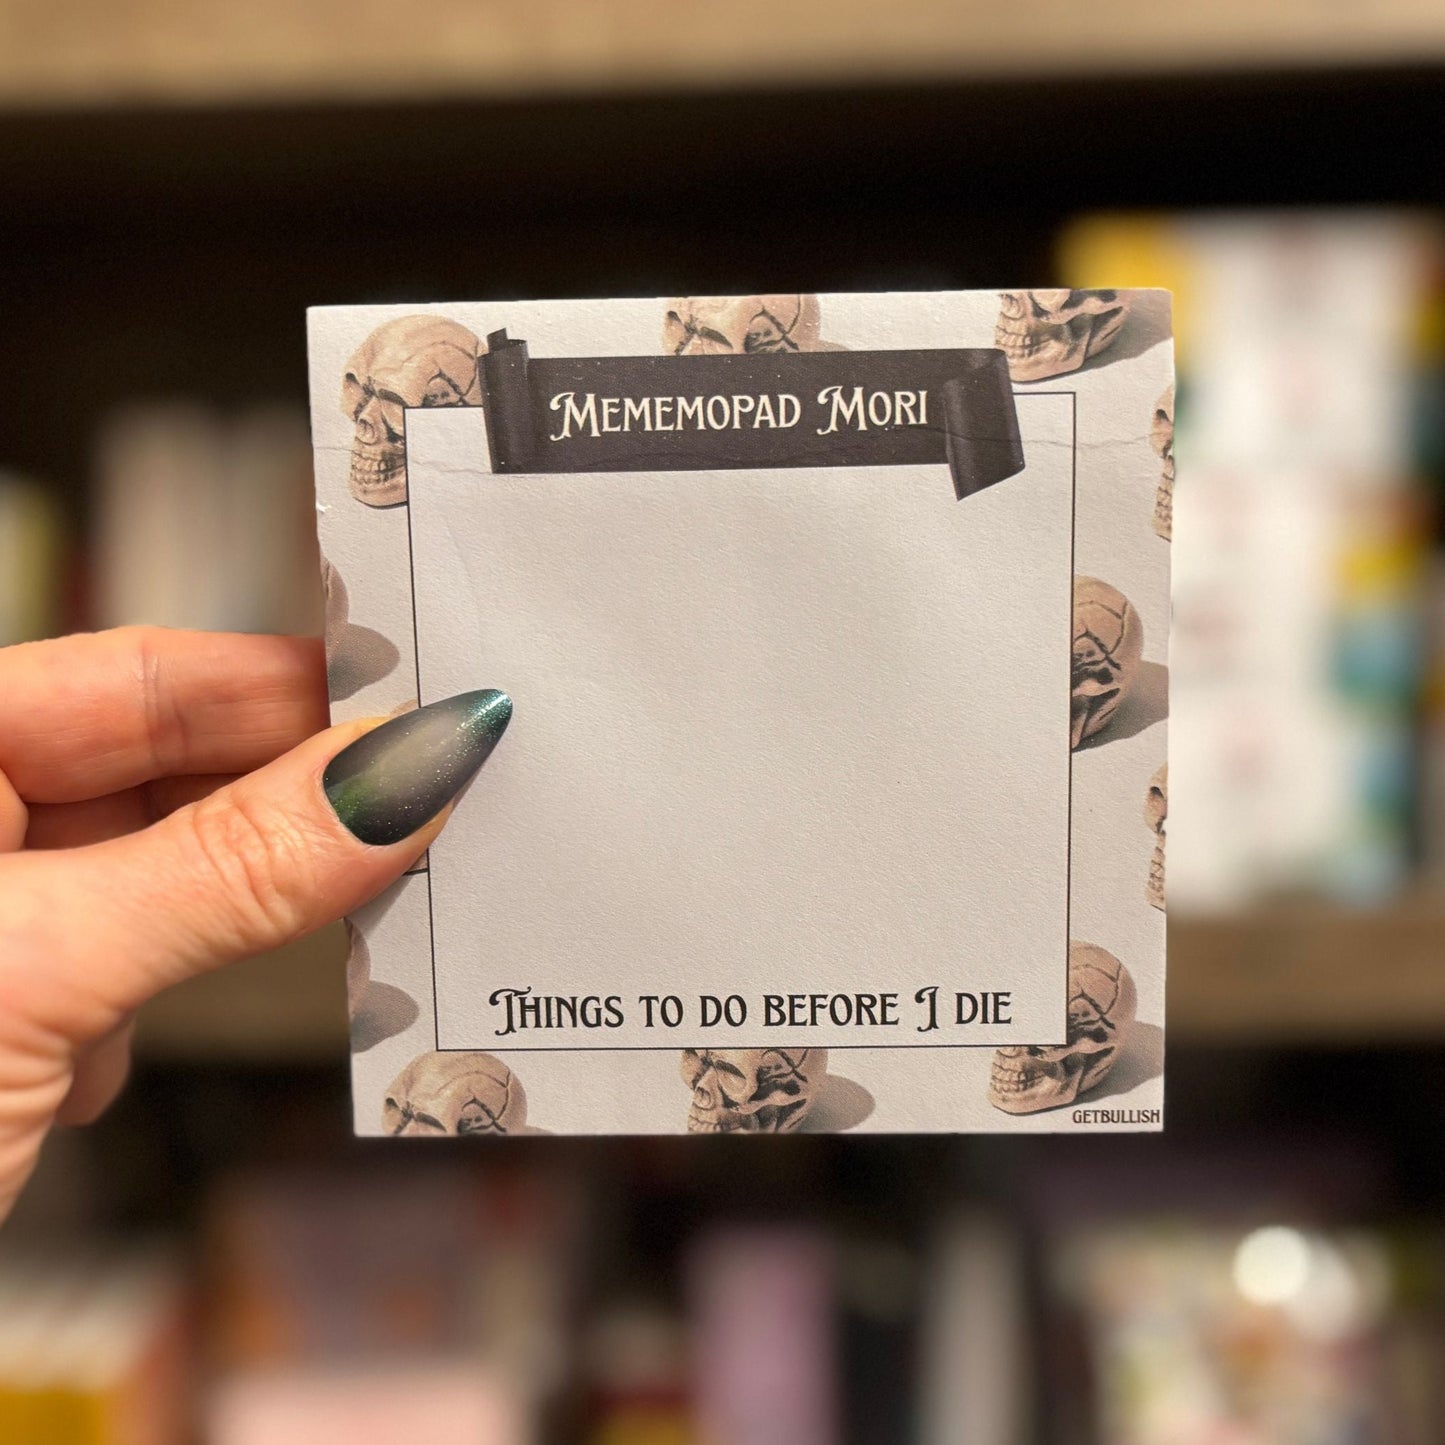 Mememopad Mori
Things to do before I die
GETBULLISH